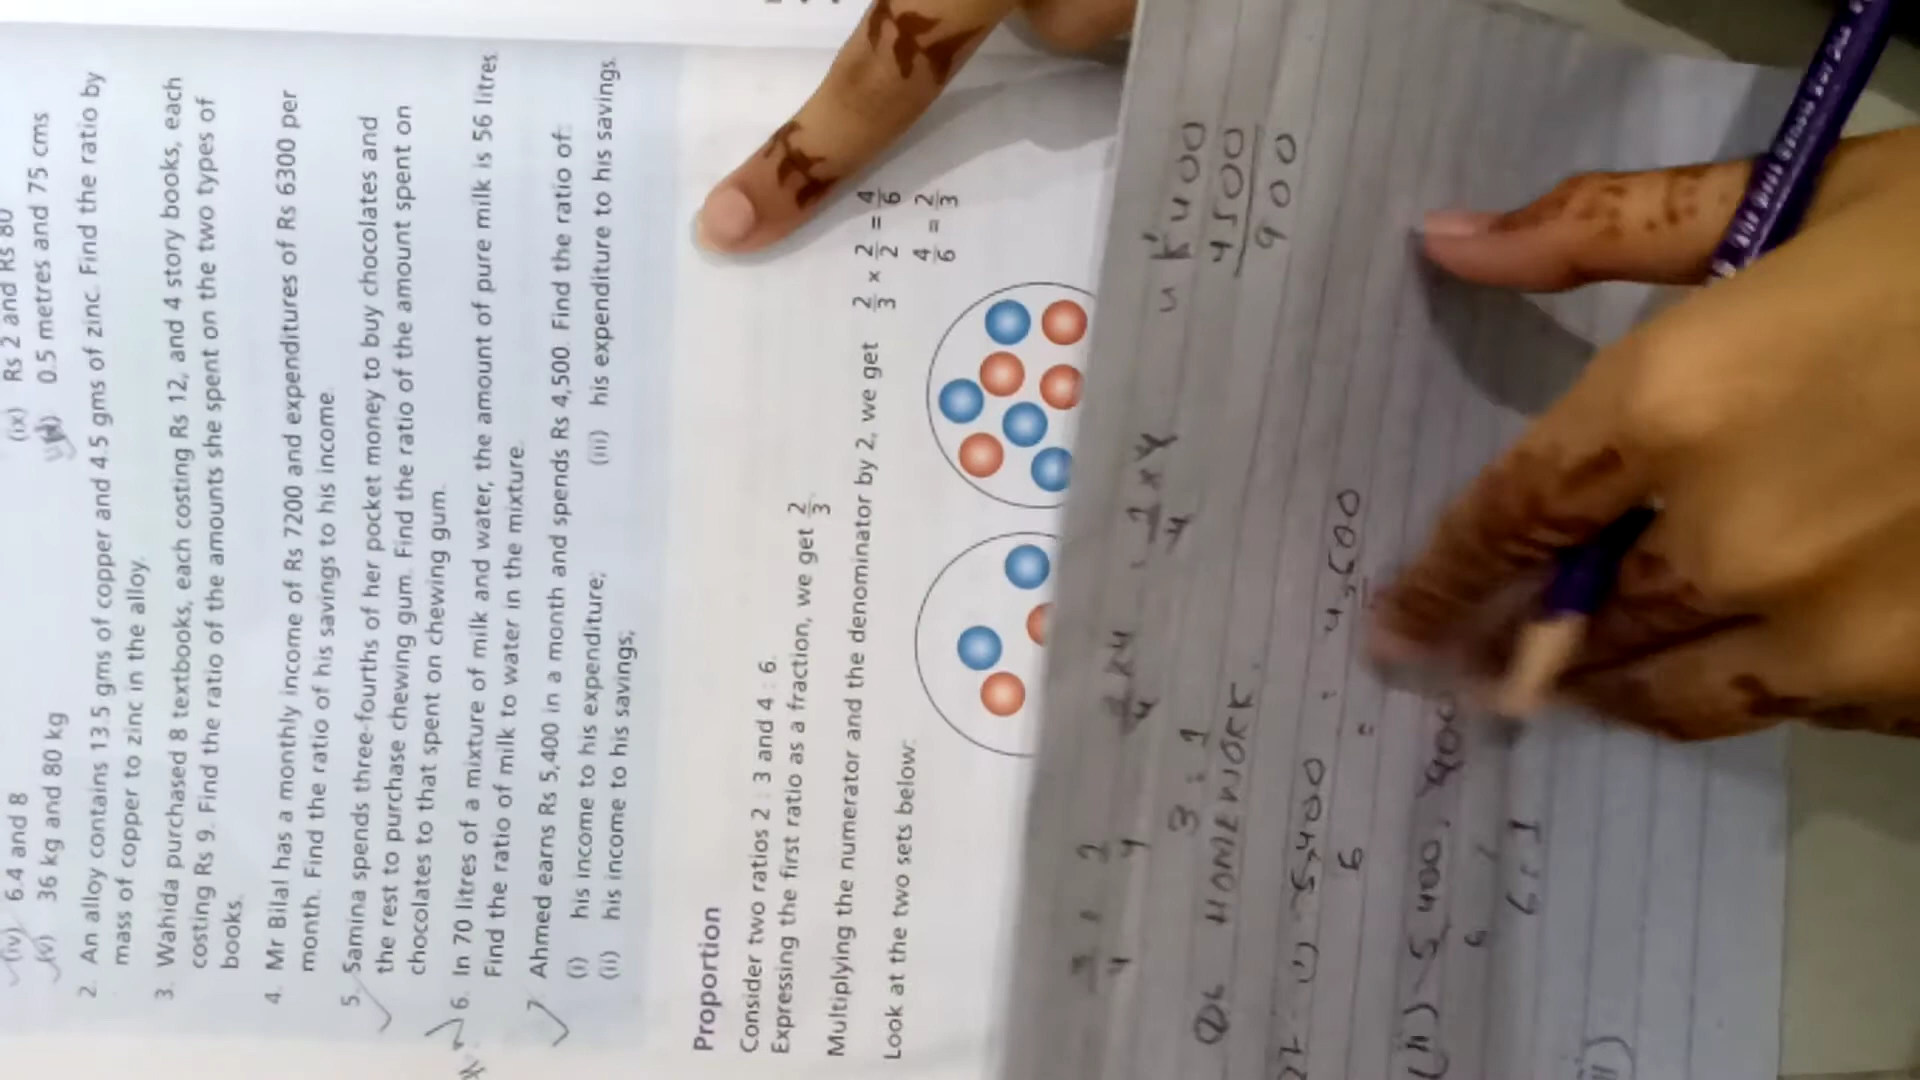 (ix) Rs 2 and Rs 80
(iv) 6.4 and 8
(v) 36 kg and 80 kg
0.5 metres and 75 cms
2. An alloy contains 13.5 gms of copper and 4.5 gms of zinc. Find the ratio by
mass of copper to zinc in the alloy.
3. Wahida purchased 8 textbooks, each costing Rs 12, and 4 story books, each
costing Rs 9. Find the ratio of the amounts she spent on the two types of
books.
4. Mr Bilal has a monthly income of Rs 7200 and expenditures of Rs 6300 per
month. Find the ratio of his savings to his income.
5. Samina spends three-fourths of her pocket money to buy chocolates and
the rest to purchase chewing gum. Find the ratio of the amount spent on
chocolates to that spent on chewing gum.
6. In 70 litres of a mixture of milk and water, the amount of pure milk is 56 litres.
Find the ratio of milk to water in the mixture.
7. Ahmed earns Rs 5,400 in a month and spends Rs 4,500. Find the ratio of:
(i) his income to his expenditure;
(ii) his income to his savings;
(iii) his expenditure to his savings.
Proportion
Consider two ratios 2 : 3 and 4 : 6.
Expressing the first ratio as a fraction, we get 2/3.
Multiplying the numerator and the denominator by 2, we get 2/3 × 2/2 = 4/6
4/6 = 2/3
Look at the two sets below:
3 : 1
HOMEWORK.
5400
4500
900
i) 5,400 : 4,500
(ii) 5400 : 900
6 : 1